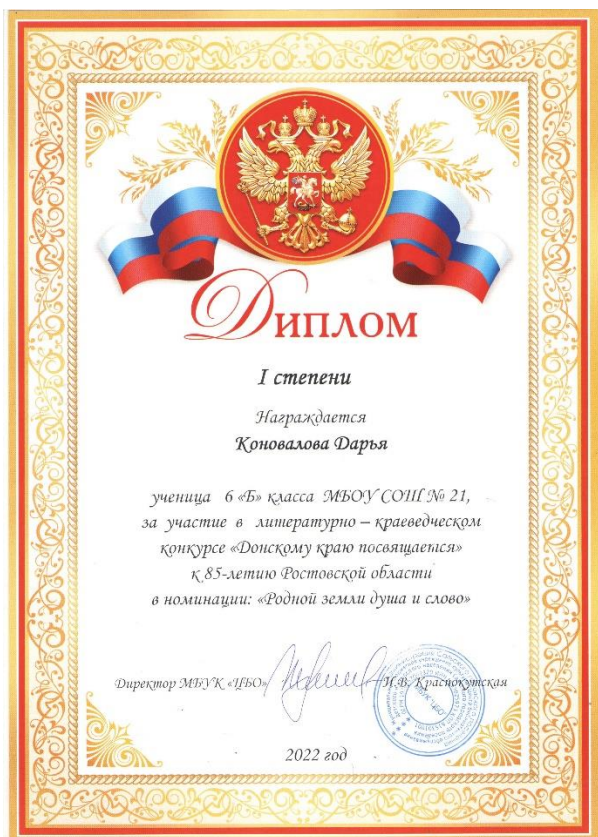 Диплом
I степени
Награждается
Коновалова Дарья
ученица 6 «Б» класса МБОУ СОШ № 21,
за участие в литературно – краеведческом
конкурсе «Донскому краю посвящается»
к 85-летию Ростовской области
в номинации: «Родной земли душа и слово»
Директор МБУК «ЦБО» Н.В. Краснокутская
2022 год